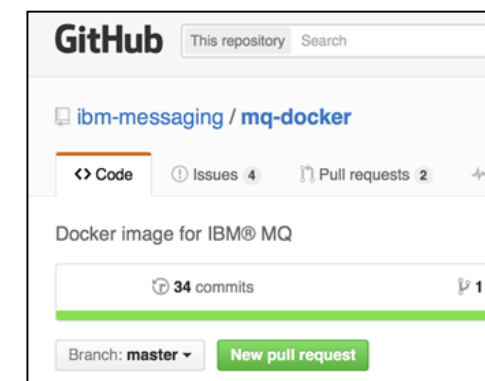 GitHub This repository Search
ibm-messaging / mq-docker
<> Code Issues 4 Pull requests 2
Docker image for IBM® MQ
34 commits 1
Branch: master New pull request